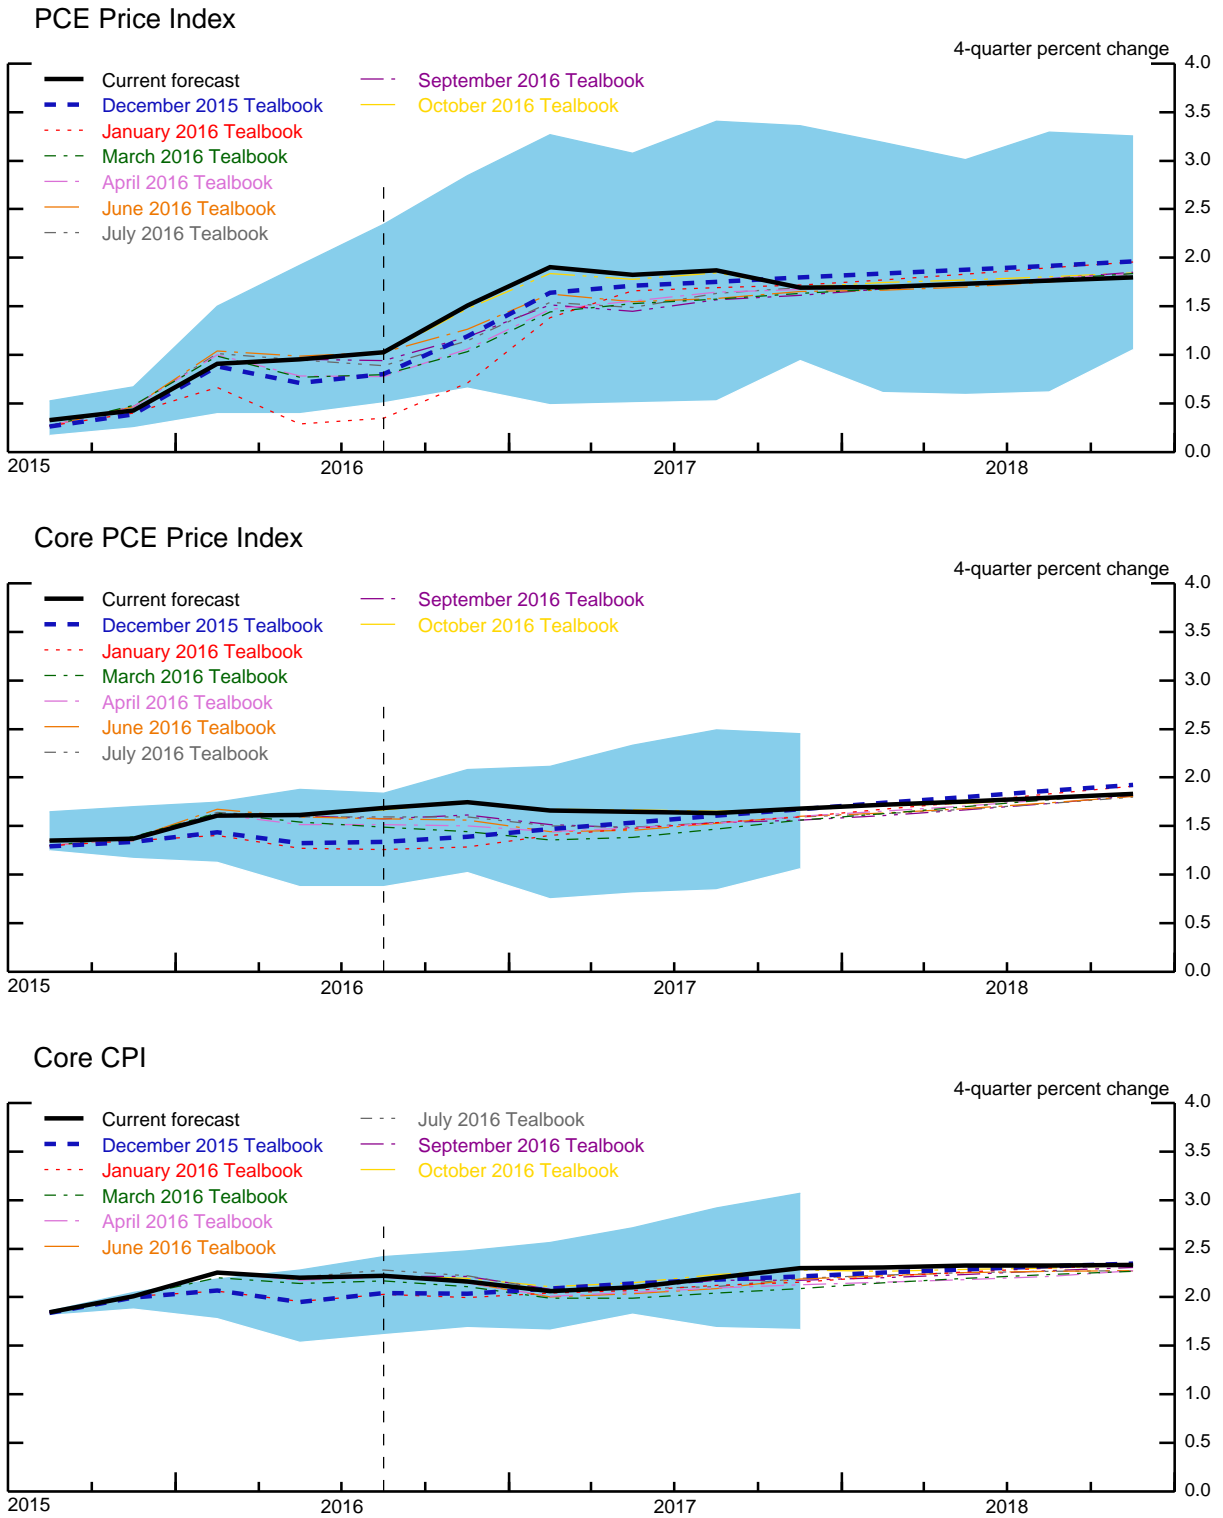 PCE Price Index
4-quarter percent change
Current forecast
December 2015 Tealbook
January 2016 Tealbook
March 2016 Tealbook
April 2016 Tealbook
June 2016 Tealbook
July 2016 Tealbook
September 2016 Tealbook
October 2016 Tealbook
4.0
3.5
3.0
2.5
2.0
1.5
1.0
0.5
0.0
2015 2016 2017 2018
Core PCE Price Index
4-quarter percent change
Current forecast
December 2015 Tealbook
January 2016 Tealbook
March 2016 Tealbook
April 2016 Tealbook
June 2016 Tealbook
July 2016 Tealbook
September 2016 Tealbook
October 2016 Tealbook
4.0
3.5
3.0
2.5
2.0
1.5
1.0
0.5
0.0
2015 2016 2017 2018
Core CPI
4-quarter percent change
Current forecast
December 2015 Tealbook
January 2016 Tealbook
March 2016 Tealbook
April 2016 Tealbook
June 2016 Tealbook
July 2016 Tealbook
September 2016 Tealbook
October 2016 Tealbook
4.0
3.5
3.0
2.5
2.0
1.5
1.0
0.5
0.0
2015 2016 2017 2018